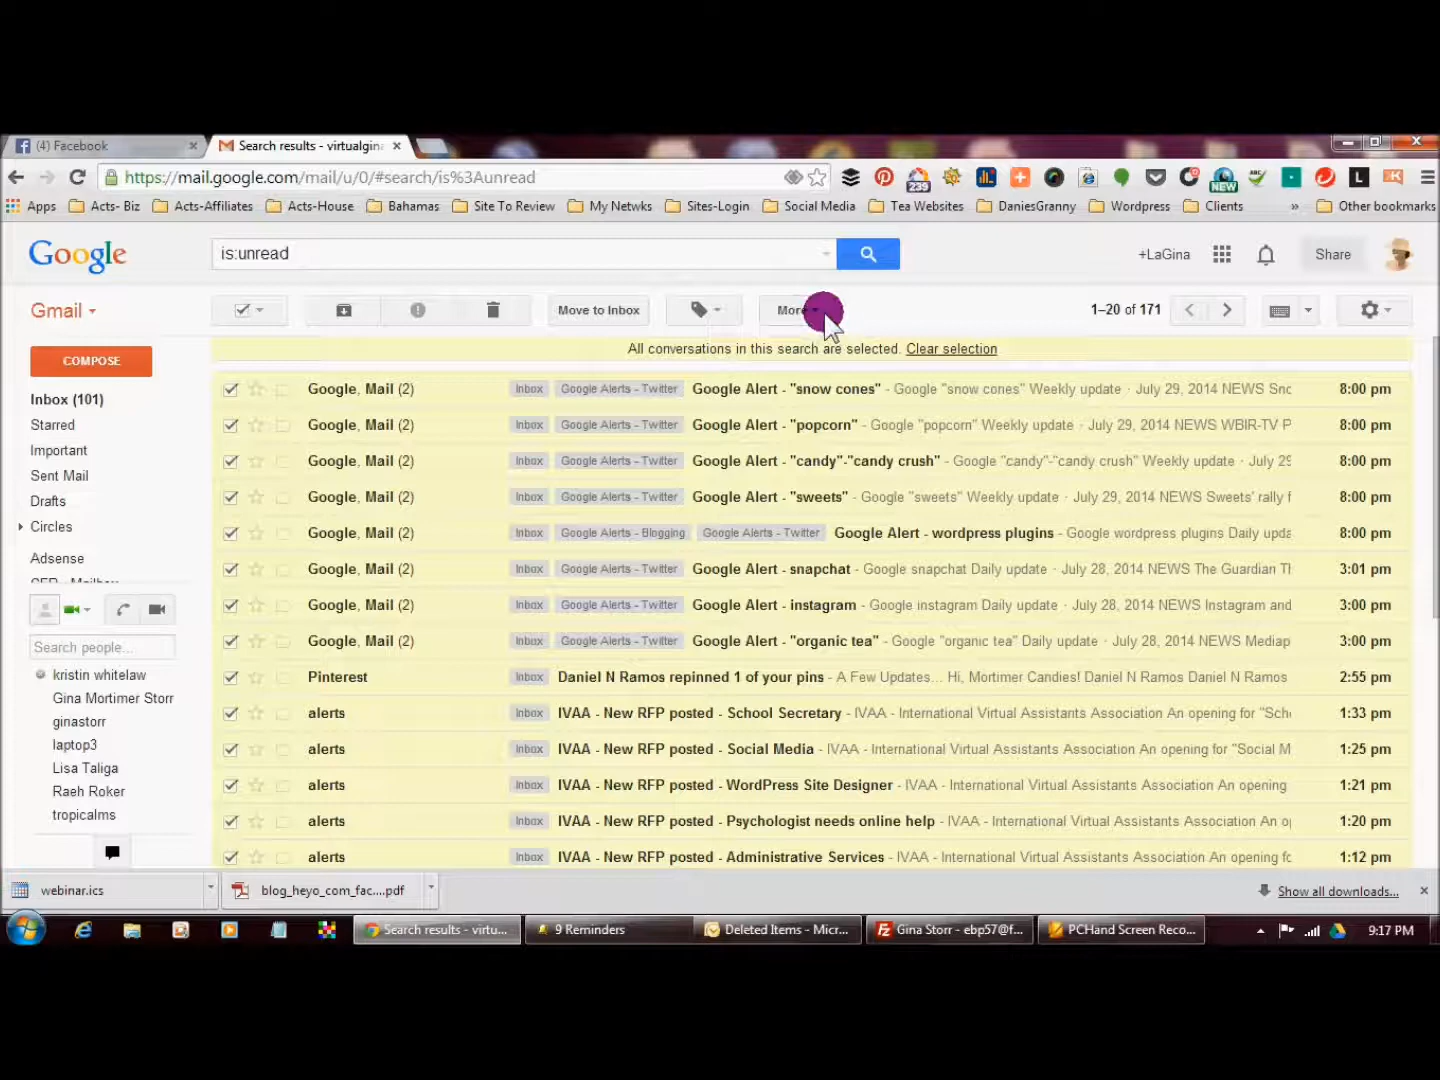 (4) Facebook
Search results - virtualgina
https://mail.google.com/mail/u/0/#search/is%3Aunread
239
NEW
L
Apps Acts- Biz Acts-Affiliates Acts-House Bahamas Site To Review My Netwks Sites-Login Social Media Tea Websites DaniesGranny Wordpress Clients » Other bookmarks
Google
is:unread
+LaGina
Share
Gmail
Move to Inbox
More
1–20 of 171
All conversations in this search are selected. Clear selection
COMPOSE
Inbox (101)
Starred
Important
Sent Mail
Drafts
Circles
Adsense
Search people...
kristin whitelaw
Gina Mortimer Storr
ginastorr
laptop3
Lisa Taliga
Raeh Roker
tropicalms
Google, Mail (2) Inbox Google Alerts - Twitter Google Alert - "snow cones" - Google "snow cones" Weekly update · July 29, 2014 NEWS Sno 8:00 pm
Google, Mail (2) Inbox Google Alerts - Twitter Google Alert - "popcorn" - Google "popcorn" Weekly update · July 29, 2014 NEWS WBIR-TV P 8:00 pm
Google, Mail (2) Inbox Google Alerts - Twitter Google Alert - "candy"-"candy crush" - Google "candy"-"candy crush" Weekly update · July 29 8:00 pm
Google, Mail (2) Inbox Google Alerts - Twitter Google Alert - "sweets" - Google "sweets" Weekly update · July 29, 2014 NEWS Sweets' rally f 8:00 pm
Google, Mail (2) Inbox Google Alerts - Blogging Google Alerts - Twitter Google Alert - wordpress plugins - Google wordpress plugins Daily upda 8:00 pm
Google, Mail (2) Inbox Google Alerts - Twitter Google Alert - snapchat - Google snapchat Daily update · July 28, 2014 NEWS The Guardian Th 3:01 pm
Google, Mail (2) Inbox Google Alerts - Twitter Google Alert - instagram - Google instagram Daily update · July 28, 2014 NEWS Instagram and 3:00 pm
Google, Mail (2) Inbox Google Alerts - Twitter Google Alert - "organic tea" - Google "organic tea" Daily update · July 28, 2014 NEWS Mediap 3:00 pm
Pinterest Inbox Daniel N Ramos repinned 1 of your pins - A Few Updates... Hi, Mortimer Candies! Daniel N Ramos Daniel N Ramos 2:55 pm
alerts Inbox IVAA - New RFP posted - School Secretary - IVAA - International Virtual Assistants Association An opening for "Sch 1:33 pm
alerts Inbox IVAA - New RFP posted - Social Media - IVAA - International Virtual Assistants Association An opening for "Social M 1:25 pm
alerts Inbox IVAA - New RFP posted - WordPress Site Designer - IVAA - International Virtual Assistants Association An opening 1:21 pm
alerts Inbox IVAA - New RFP posted - Psychologist needs online help - IVAA - International Virtual Assistants Association An o 1:20 pm
alerts Inbox IVAA - New RFP posted - Administrative Services - IVAA - International Virtual Assistants Association An opening fo 1:12 pm
webinar.ics
blog_heyo_com_fac....pdf
Show all downloads...
Search results - virtu...
9 Reminders
Deleted Items - Micr...
Gina Storr - ebp57@f...
PCHand Screen Reco...
9:17 PM